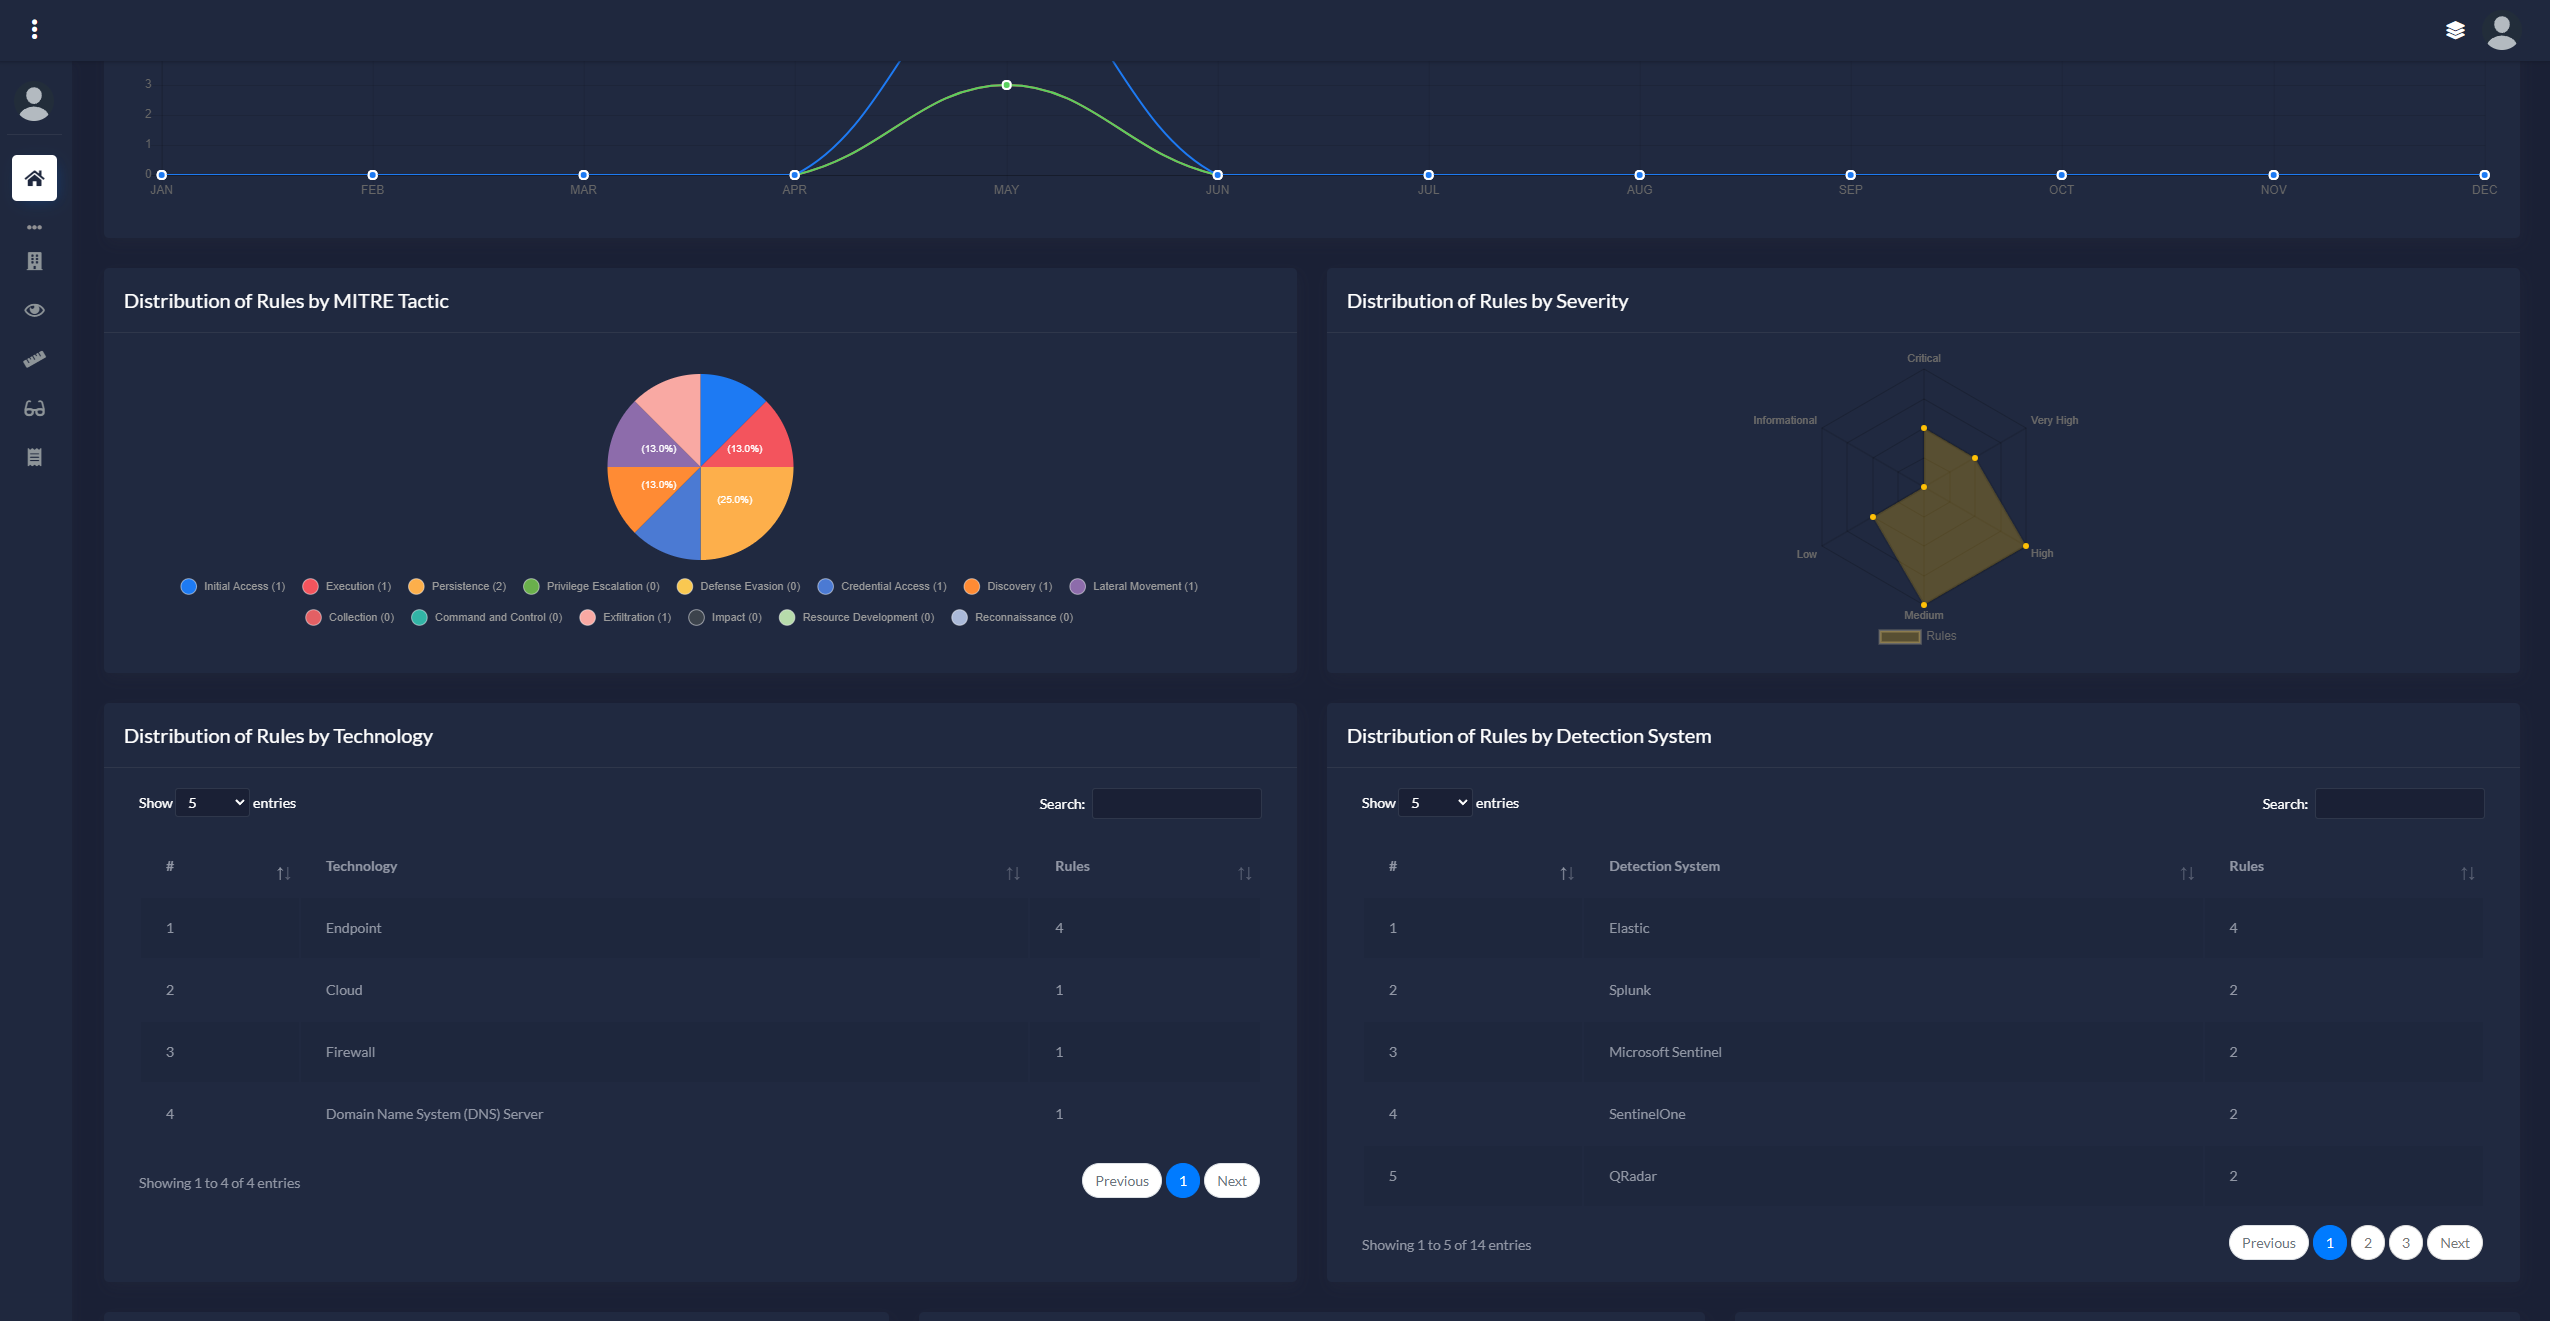 3
2
1
0
JAN FEB MAR APR MAY JUN JUL AUG SEP OCT NOV DEC
Distribution of Rules by MITRE Tactic
(13.0%) (13.0%)
(13.0%) (25.0%)
Initial Access (1) Execution (1) Persistence (2) Privilege Escalation (0) Defense Evasion (0) Credential Access (1) Discovery (1) Lateral Movement (1)
Collection (0) Command and Control (0) Exfiltration (1) Impact (0) Resource Development (0) Reconnaissance (0)
Distribution of Rules by Severity
Critical
Informational Very High
Low High
Medium
Rules
Distribution of Rules by Technology
Show 5 entries Search:
# Technology Rules
1 Endpoint 4
2 Cloud 1
3 Firewall 1
4 Domain Name System (DNS) Server 1
Showing 1 to 4 of 4 entries Previous 1 Next
Distribution of Rules by Detection System
Show 5 entries Search:
# Detection System Rules
1 Elastic 4
2 Splunk 2
3 Microsoft Sentinel 2
4 SentinelOne 2
5 QRadar 2
Showing 1 to 5 of 14 entries Previous 1 2 3 Next